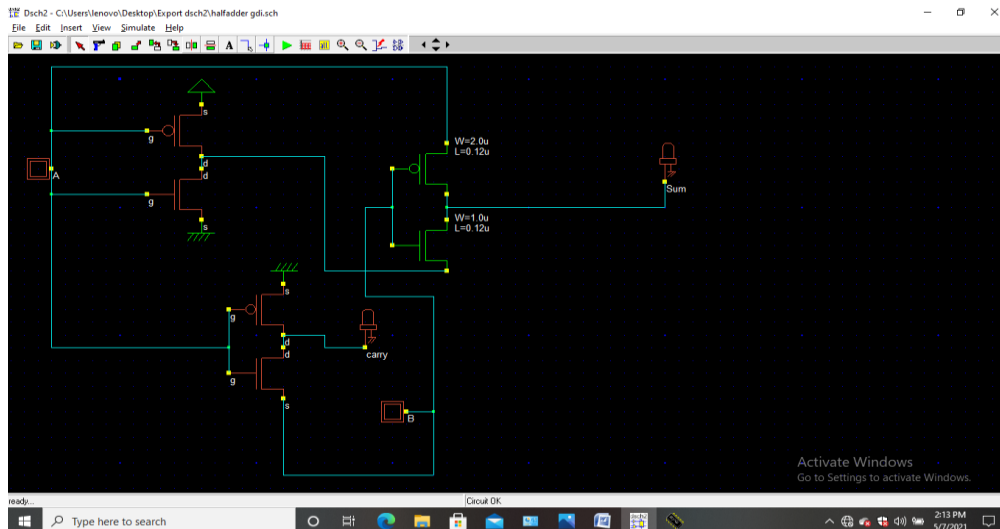 Dsch2 - C:\Users\lenovo\Desktop\Export dsch2\halfadder gdi.sch
File Edit Insert View Simulate Help
A
s
g
d
d
A
g
s
W=2.0u
L=0.12u
Sum
W=1.0u
L=0.12u
s
g
d
d
carry
g
s
B
Activate Windows
Go to Settings to activate Windows.
ready...
Circuit OK
Type here to search
2:13 PM
5/7/2021